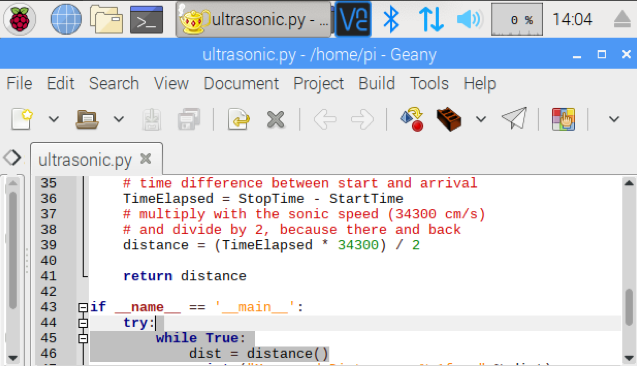 ultrasonic.py - ...
0 %
14:04
ultrasonic.py - /home/pi - Geany
File Edit Search View Document Project Build Tools Help
ultrasonic.py
35 # time difference between start and arrival
36 TimeElapsed = StopTime - StartTime
37 # multiply with the sonic speed (34300 cm/s)
38 # and divide by 2, because there and back
39 distance = (TimeElapsed * 34300) / 2
40
41 return distance
42
43 if __name__ == '__main__':
44 try:
45 while True:
46 dist = distance()